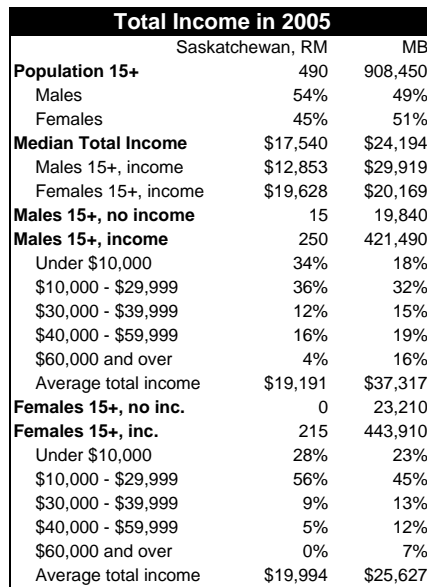 Total Income in 2005
Saskatchewan, RM MB
Population 15+ 490 908,450
Males 54% 49%
Females 45% 51%
Median Total Income $17,540 $24,194
Males 15+, income $12,853 $29,919
Females 15+, income $19,628 $20,169
Males 15+, no income 15 19,840
Males 15+, income 250 421,490
Under $10,000 34% 18%
$10,000 - $29,999 36% 32%
$30,000 - $39,999 12% 15%
$40,000 - $59,999 16% 19%
$60,000 and over 4% 16%
Average total income $19,191 $37,317
Females 15+, no inc. 0 23,210
Females 15+, inc. 215 443,910
Under $10,000 28% 23%
$10,000 - $29,999 56% 45%
$30,000 - $39,999 9% 13%
$40,000 - $59,999 5% 12%
$60,000 and over 0% 7%
Average total income $19,994 $25,627